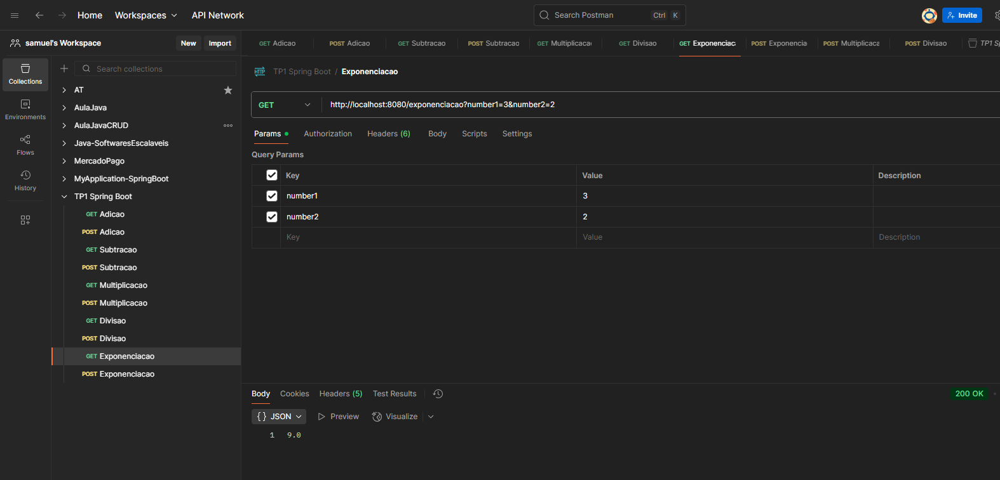 Home Workspaces API Network Search Postman Ctrl K Invite
samuel's Workspace New Import
GET Adicao POST Adicao GET Subtracao POST Subtracao GET Multiplicaca GET Divisao GET Exponenciac POST Exponencia POST Multiplicaca POST Divisao TP1 Sp
Collections
Environments
Flows
History
Search collections
AT
AulaJava
AulaJavaCRUD
Java-SoftwaresEscalaveis
MercadoPago
MyApplication-SpringBoot
TP1 Spring Boot
GET Adicao
POST Adicao
GET Subtracao
POST Subtracao
GET Multiplicacao
POST Multiplicacao
GET Divisao
POST Divisao
GET Exponenciacao
POST Exponenciacao
HTTP TP1 Spring Boot / Exponenciacao
GET http://localhost:8080/exponenciacao?number1=3&number2=2
Params Authorization Headers (6) Body Scripts Settings
Query Params
Key Value Description
number1 3
number2 2
Key Value Description
Body Cookies Headers (5) Test Results 200 OK
{} JSON Preview Visualize
1 9.0